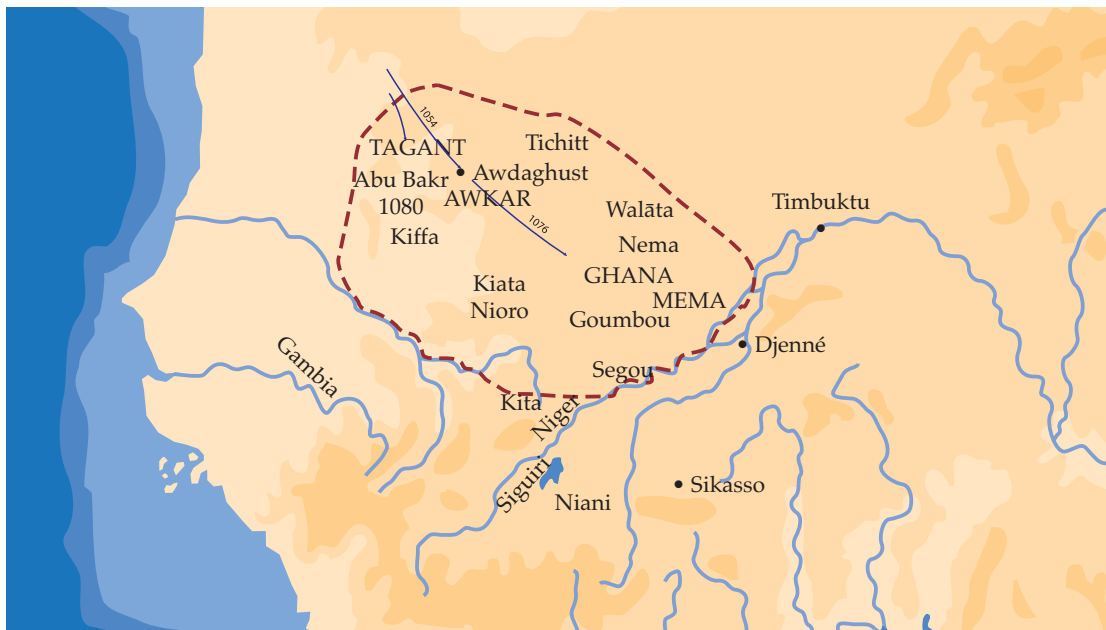 1054
TAGANT
Tichitt
Awdaghust
Abu Bakr
1080
AWKAR
Kiffa
1076
Walāta
Timbuktu
Nema
GHANA
Kiata
Nioro
MEMA
Goumbou
Gambia
Djenné
Segou
Kita
Niger
Siguiri
Sikasso
Niani